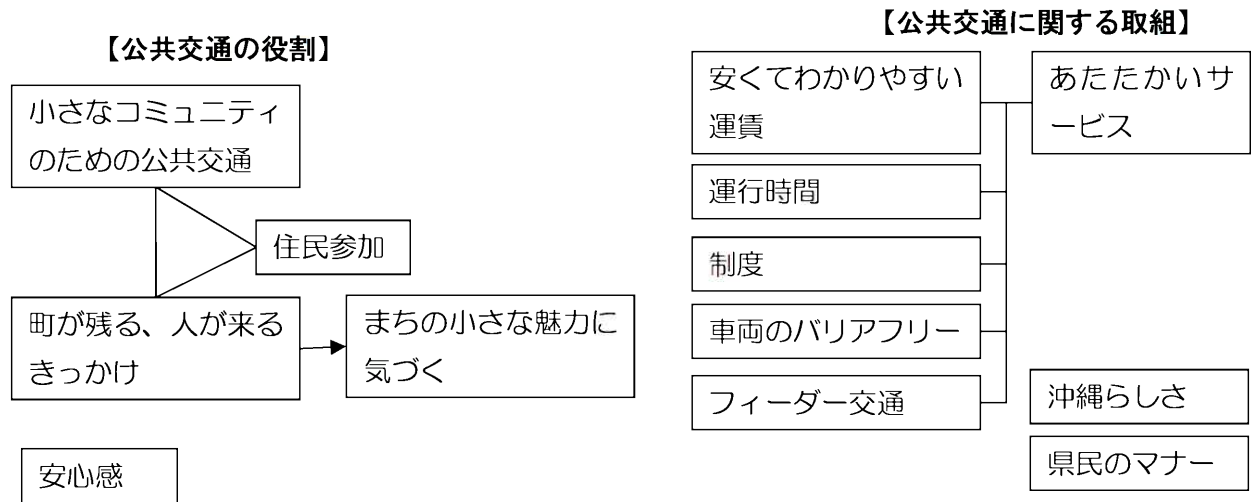 【公共交通の役割】
小さなコミュニティ
のための公共交通
住民参加
町が残る、人が来る
きっかけ
まちの小さな魅力に
気づく
安心感
【公共交通に関する取組】
安くてわかりやすい
運賃
あたたかいサ
ービス
運行時間
制度
車両のバリアフリー
フィーダー交通
沖縄らしさ
県民のマナー